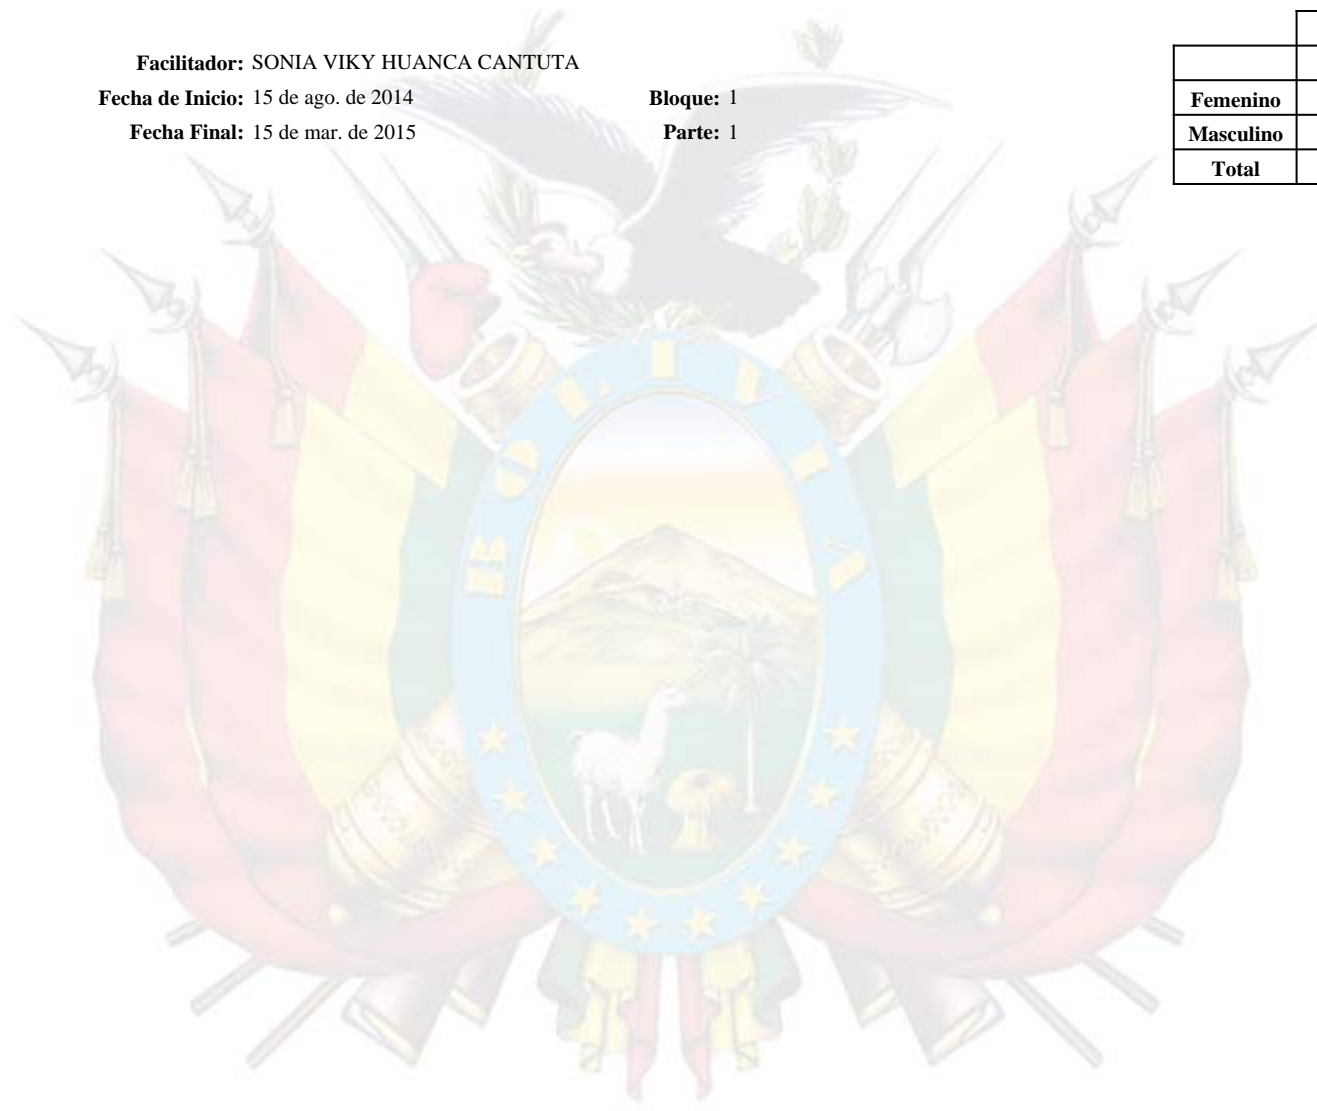 Facilitador: SONIA VIKY HUANCA CANTUTA
Fecha de Inicio: 15 de ago. de 2014 Bloque: 1
Fecha Final: 15 de mar. de 2015 Parte: 1
Femenino
Masculino
Total
BOLIVIA